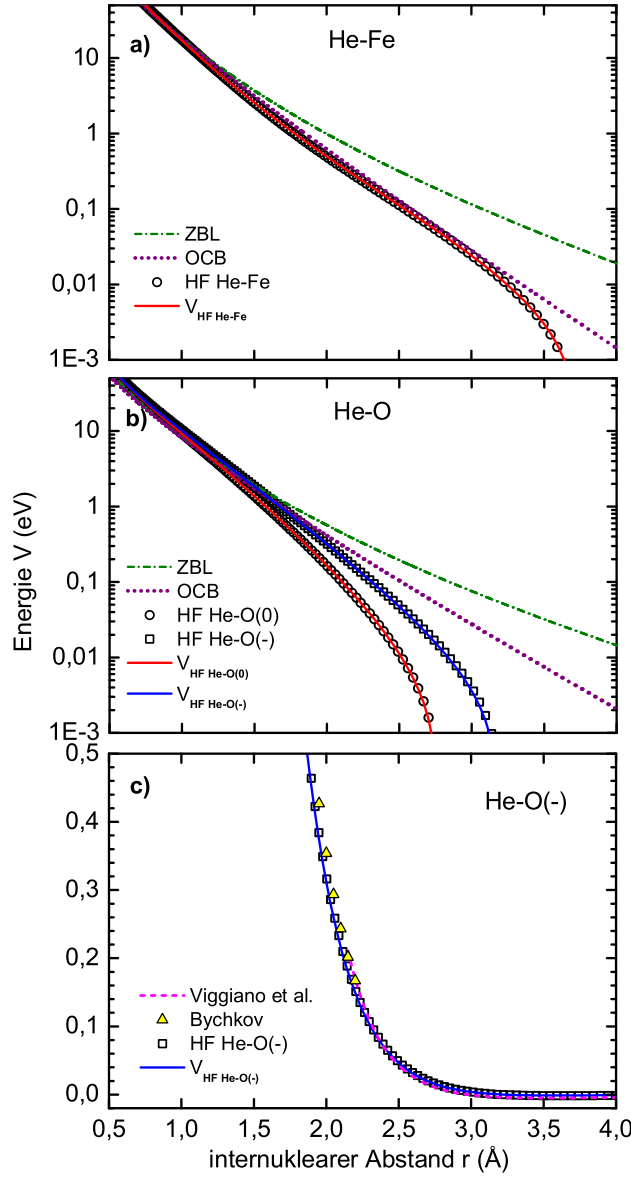 a)
He-Fe
10
1
0,1
0,01
1E-3
ZBL
OCB
HF He-Fe
V HF He-Fe
b)
He-O
10
1
0,1
0,01
1E-3
ZBL
OCB
HF He-O(0)
HF He-O(-)
V HF He-O(0)
V HF He-O(-)
Energie V (eV)
c)
He-O(-)
0,5
0,4
0,3
0,2
0,1
0,0
Viggiano et al.
Bychkov
HF He-O(-)
V HF He-O(-)
0,5 1,0 1,5 2,0 2,5 3,0 3,5 4,0
internuklearer Abstand r (Å)